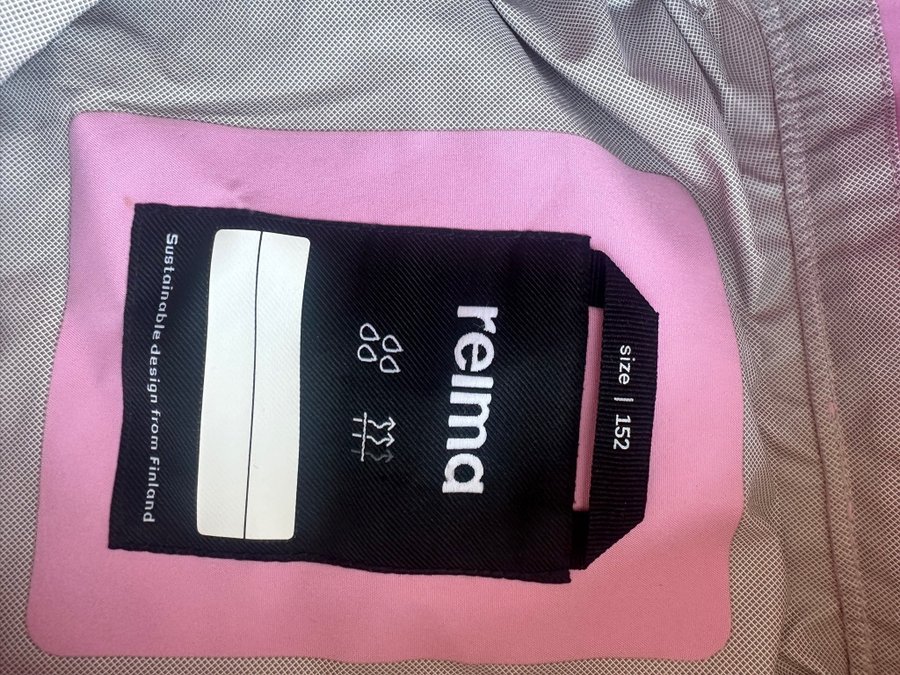 size | 152
reima
Sustainable design from Finland